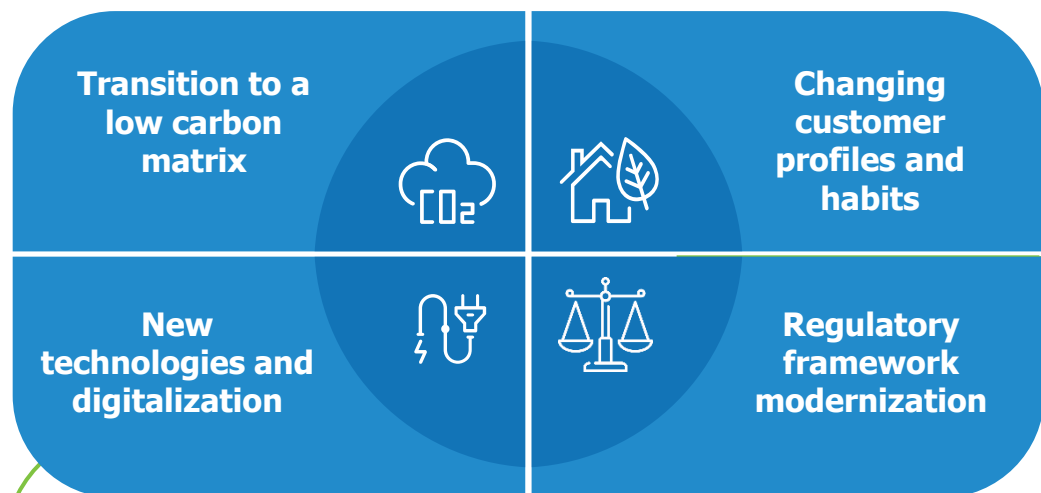 Transition to a
low carbon
matrix
CO2
Changing
customer
profiles and
habits
New
technologies and
digitalization
Regulatory
framework
modernization